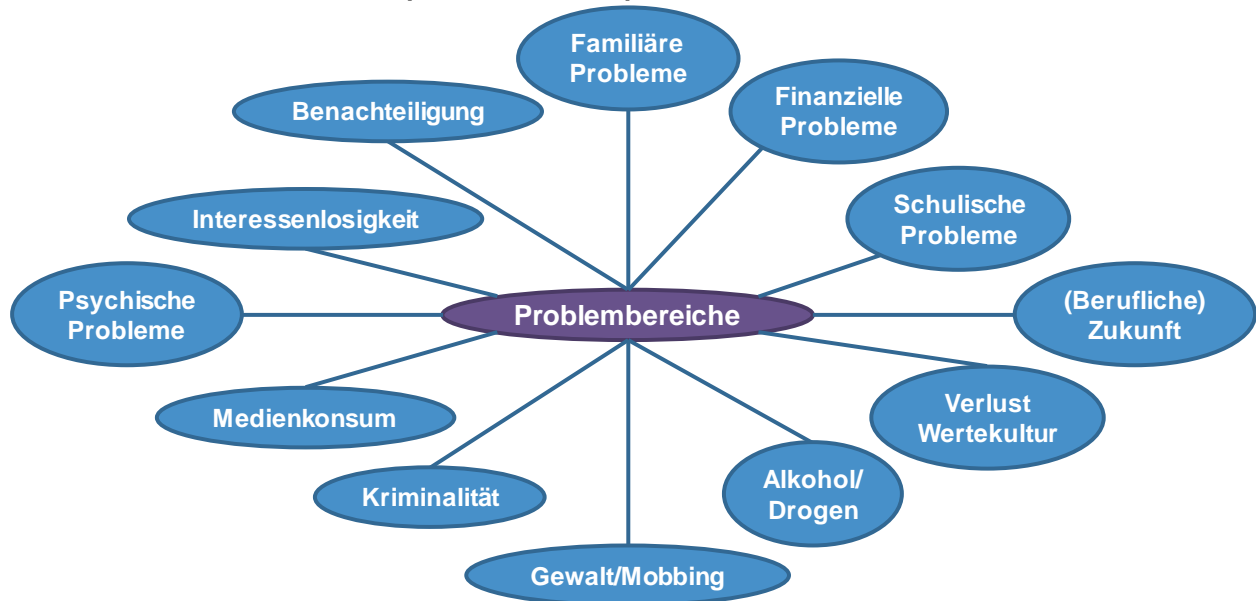 Familiäre
Probleme
Finanzielle
Probleme
Benachteiligung
Schulische
Probleme
Interessenlosigkeit
(Berufliche)
Zukunft
Psychische
Probleme
Problembereiche
Verlust
Wertekultur
Medienkonsum
Alkohol/
Drogen
Kriminalität
Gewalt/Mobbing